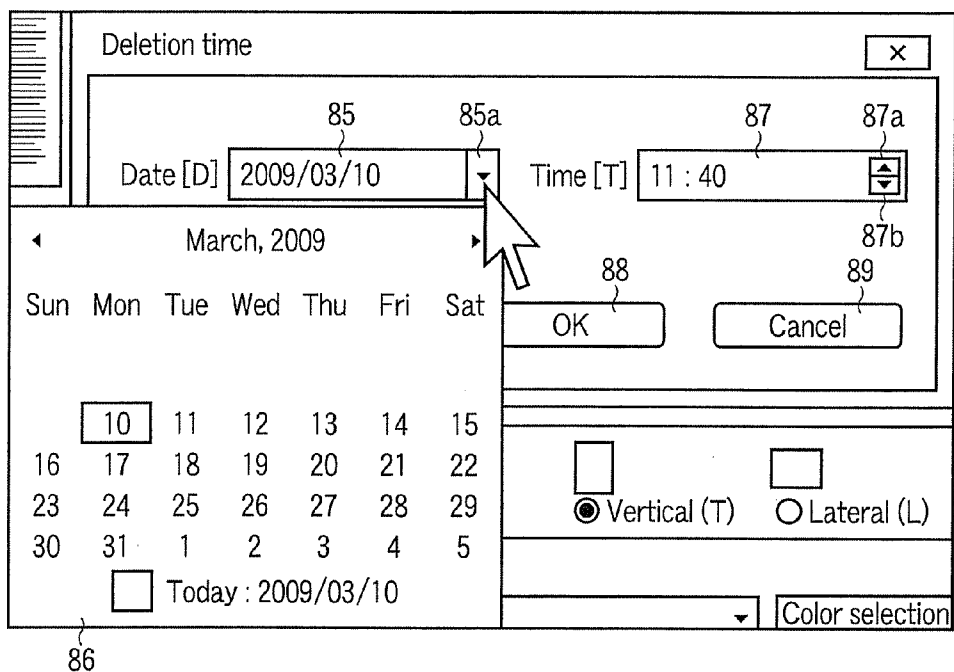 Deletion time
×
85 85a 87 87a
Date [D] 2009/03/10 Time [T] 11 : 40
87b
March, 2009
88 89
Sun Mon Tue Wed Thu Fri Sat
OK Cancel
10 11 12 13 14 15
16 17 18 19 20 21 22
23 24 25 26 27 28 29
30 31 1 2 3 4 5
Vertical (T) Lateral (L)
Today : 2009/03/10
Color selection
86